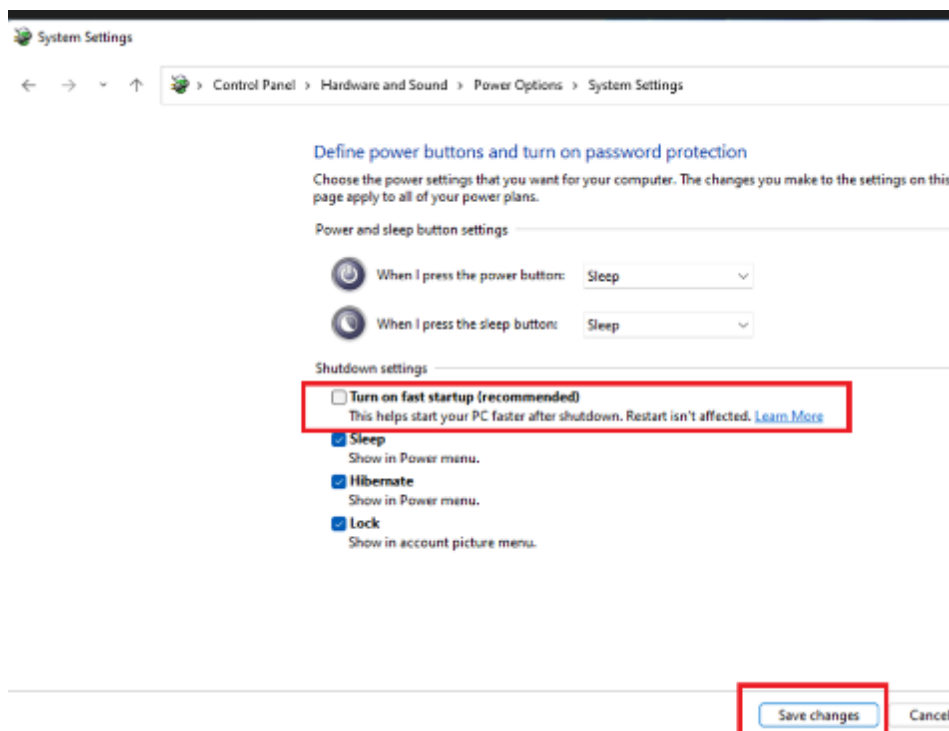 System Settings
Control Panel > Hardware and Sound > Power Options > System Settings
Define power buttons and turn on password protection
Choose the power settings that you want for your computer. The changes you make to the settings on this
page apply to all of your power plans.
Power and sleep button settings
When I press the power button: Sleep
When I press the sleep button: Sleep
Shutdown settings
Turn on fast startup (recommended)
This helps start your PC faster after shutdown. Restart isn't affected. Learn More
Sleep
Show in Power menu.
Hibernate
Show in Power menu.
Lock
Show in account picture menu.
Save changes Cancel